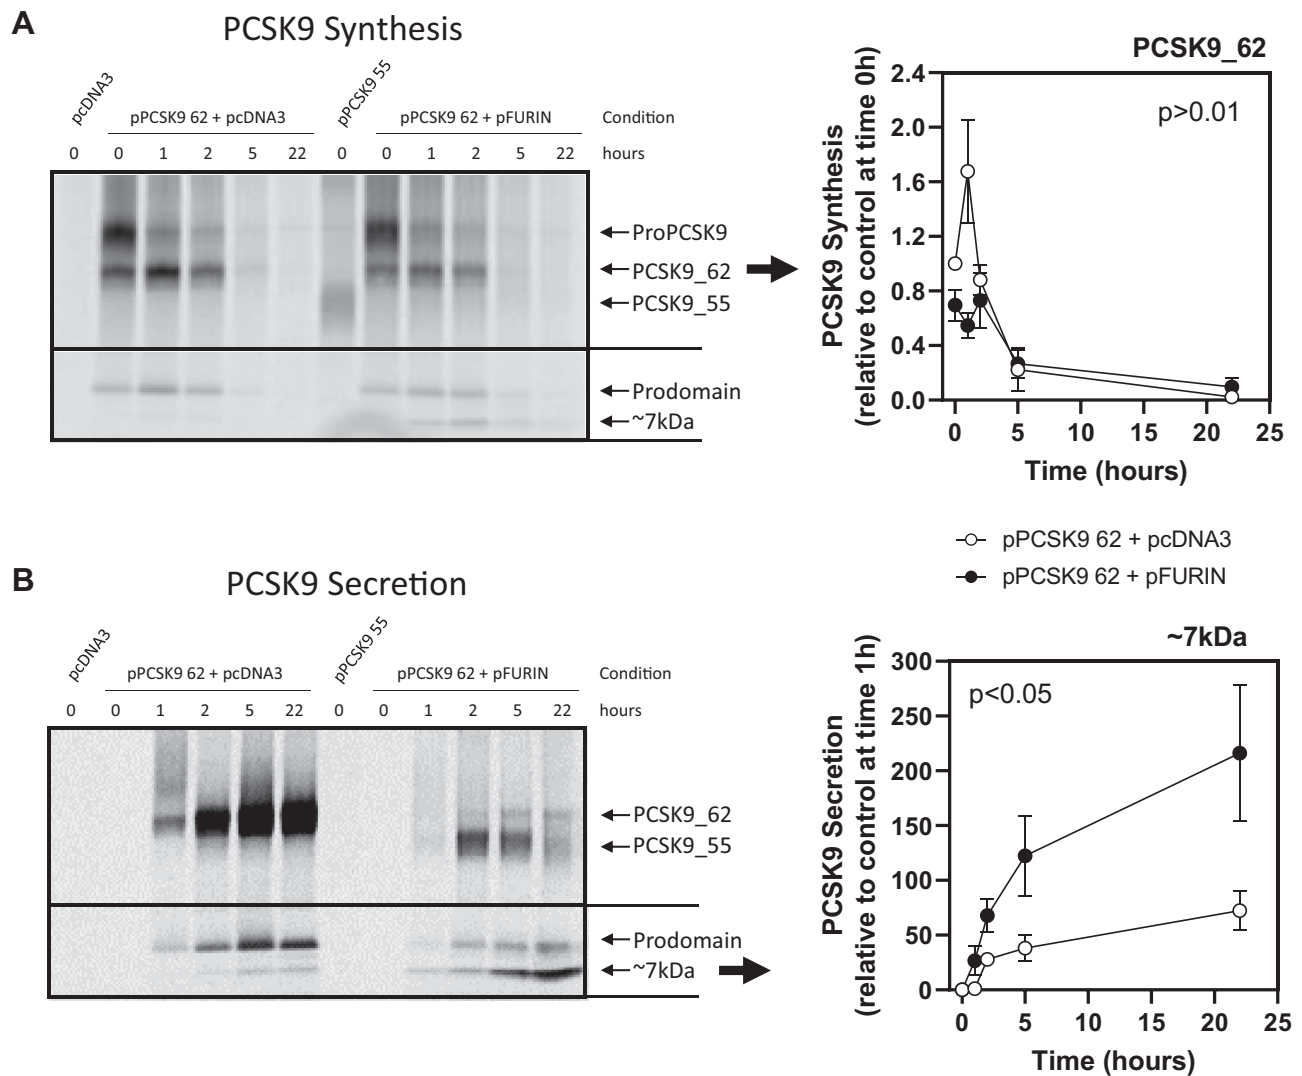 A
PCSK9 Synthesis
pcDNA3
pPCSK9 62 + pcDNA3
pPCSK9 55
pPCSK9 62 + pFURIN
Condition
0 0 1 2 5 22 0 0 1 2 5 22 hours
ProPCSK9
PCSK9_62
PCSK9_55
Prodomain
~7kDa
PCSK9_62
p>0.01
PCSK9 Synthesis
(relative to control at time 0h)
2.4
2.0
1.6
1.2
0.8
0.4
0.0
0 5 10 15 20 25
Time (hours)
pPCSK9 62 + pcDNA3
pPCSK9 62 + pFURIN
B
PCSK9 Secretion
pcDNA3
pPCSK9 62 + pcDNA3
pPCSK9 55
pPCSK9 62 + pFURIN
Condition
0 0 1 2 5 22 0 0 1 2 5 22 hours
PCSK9_62
PCSK9_55
Prodomain
~7kDa
~7kDa
p<0.05
PCSK9 Secretion
(relative to control at time 1h)
300
250
200
150
100
50
0
0 5 10 15 20 25
Time (hours)